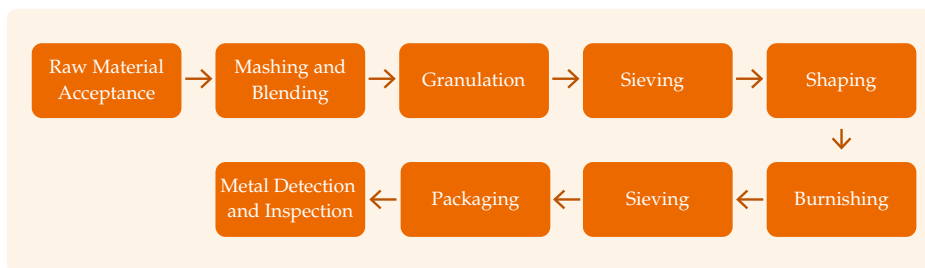 Raw Material
Acceptance
Mashing and
Blending
Granulation
Sieving
Shaping
Burnishing
Sieving
Packaging
Metal Detection
and Inspection